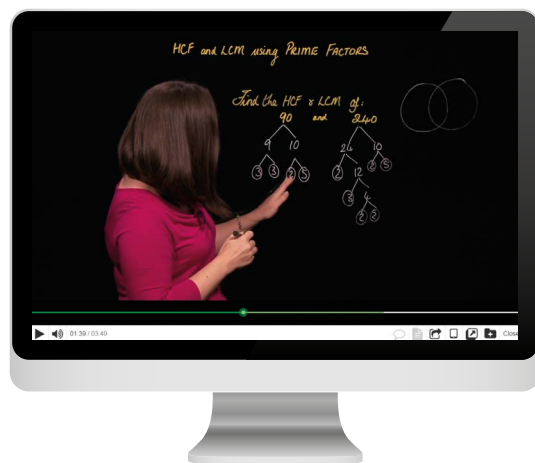 HCF and LCM using PRIME FACTORS
Find the HCF & LCM of:
90 and 240
9 10 24 10
3 3 2 5 2 12 2 5
3 4
2 2
01:39 / 03:49
Close